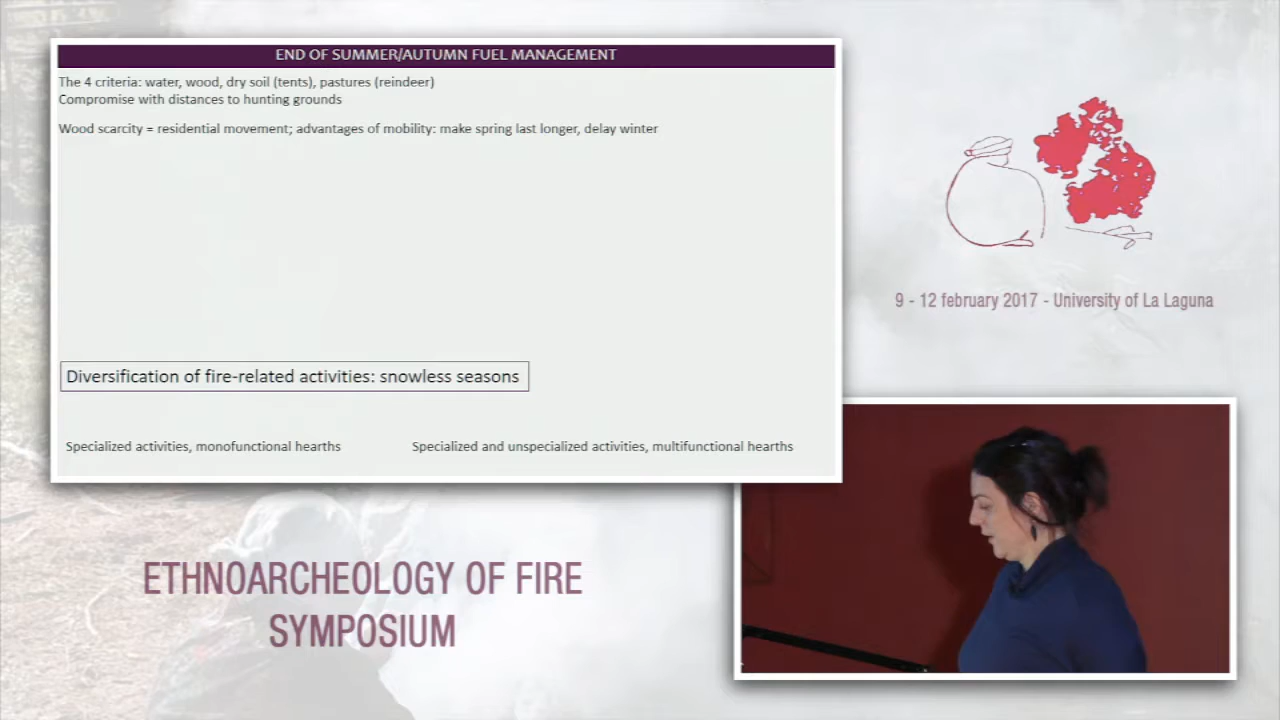 END OF SUMMER/AUTUMN FUEL MANAGEMENT
The 4 criteria: water, wood, dry soil (tents), pastures (reindeer)
Compromise with distances to hunting grounds
Wood scarcity = residential movement; advantages of mobility: make spring last longer, delay winter
Diversification of fire-related activities: snowless seasons
Specialized activities, monofunctional hearths
Specialized and unspecialized activities, multifunctional hearths
9 - 12 february 2017 - University of La Laguna
ETHNOARCHEOLOGY OF FIRE
SYMPOSIUM